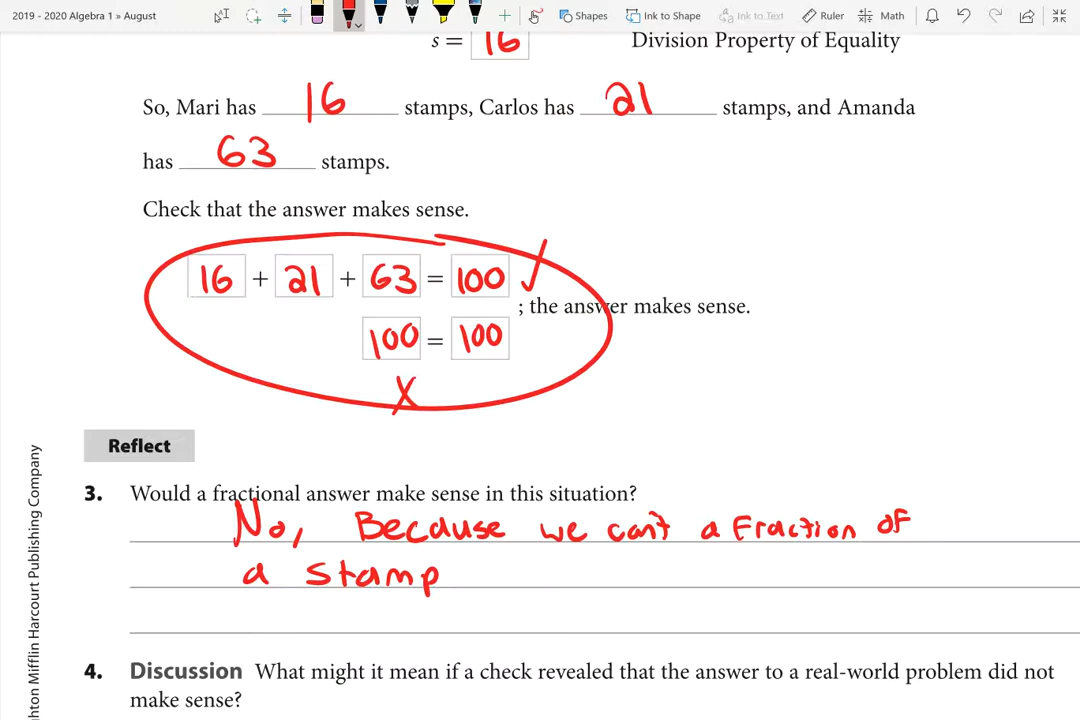 2019 - 2020 Algebra 1 » August
Shapes Ink to Shape Ink to Text Ruler Math
s = 16 Division Property of Equality
So, Mari has 16 stamps, Carlos has 21 stamps, and Amanda
has 63 stamps.
Check that the answer makes sense.
16 + 21 + 63 = 100
; the answer makes sense.
100 = 100
Reflect
3. Would a fractional answer make sense in this situation?
No, Because we can't a Fraction of
a stamp
4. Discussion What might it mean if a check revealed that the answer to a real-world problem did not
make sense?
hton Mifflin Harcourt Publishing Company